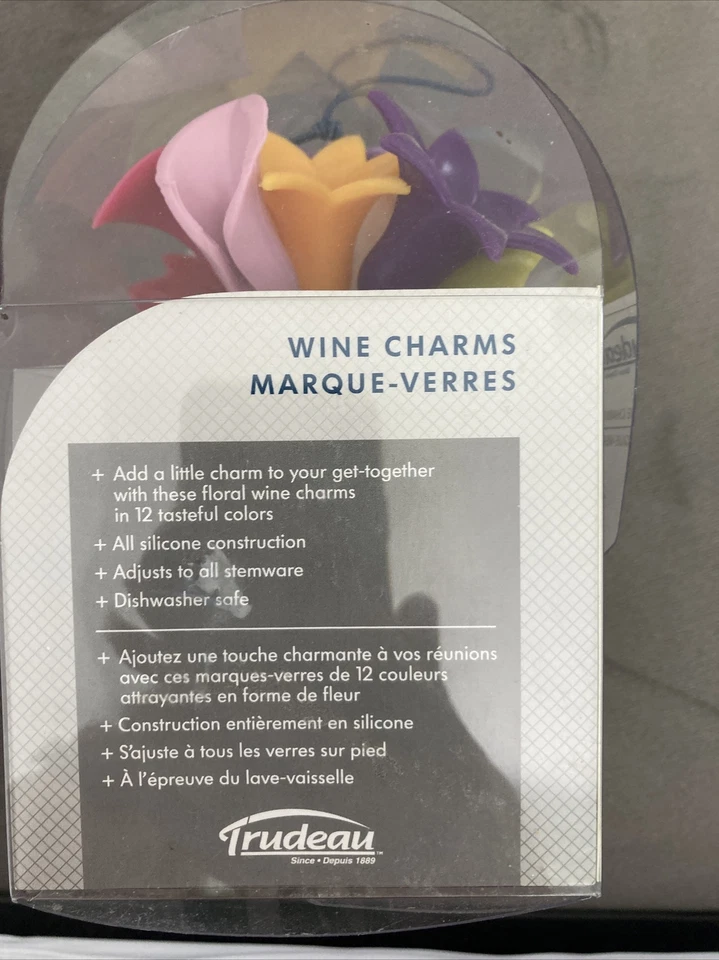 WINE CHARMS
MARQUE-VERRES
+ Add a little charm to your get-together
with these floral wine charms
in 12 tasteful colors
+ All silicone construction
+ Adjusts to all stemware
+ Dishwasher safe
+ Ajoutez une touche charmante à vos réunions
avec ces marques-verres de 12 couleurs
attrayantes en forme de fleur
+ Construction entièrement en silicone
+ S'ajuste à tous les verres sur pied
+ À l'épreuve du lave-vaisselle
Trudeau™
Since • Depuis 1889